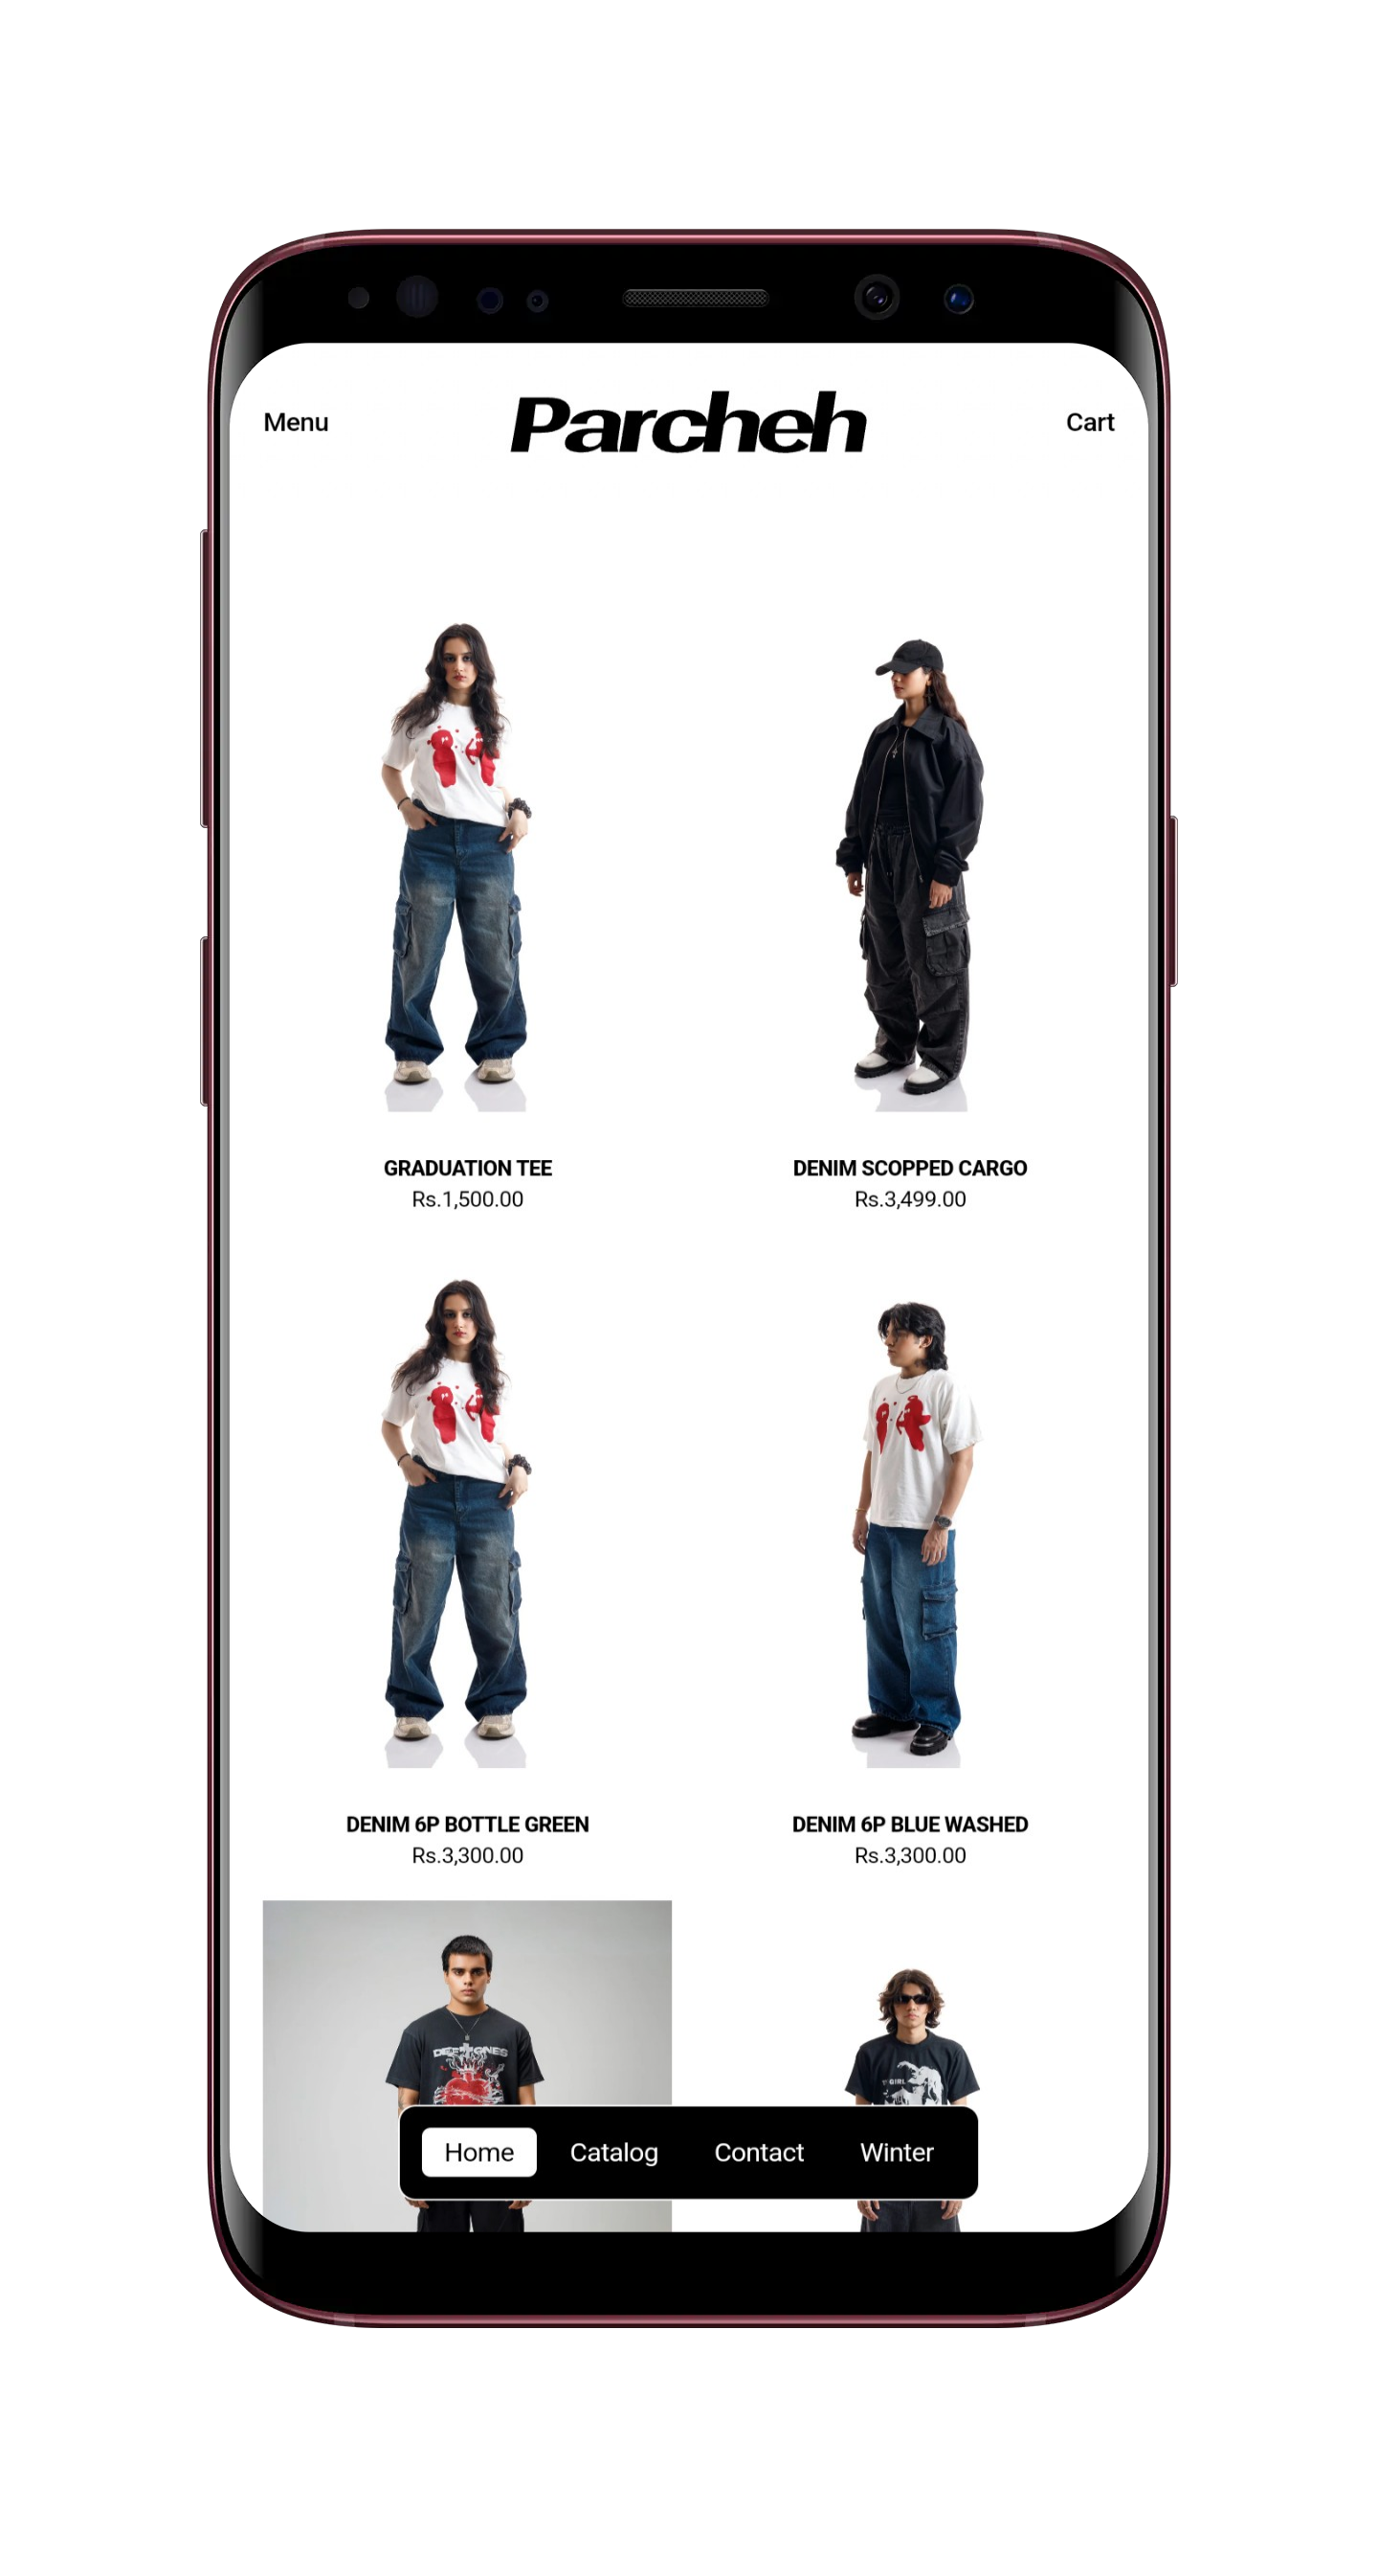 Menu
Parcheh
Cart
GRADUATION TEE
Rs.1,500.00
DENIM SCOPPED CARGO
Rs.3,499.00
DENIM 6P BOTTLE GREEN
Rs.3,300.00
DENIM 6P BLUE WASHED
Rs.3,300.00
GIRL
Home
Catalog
Contact
Winter